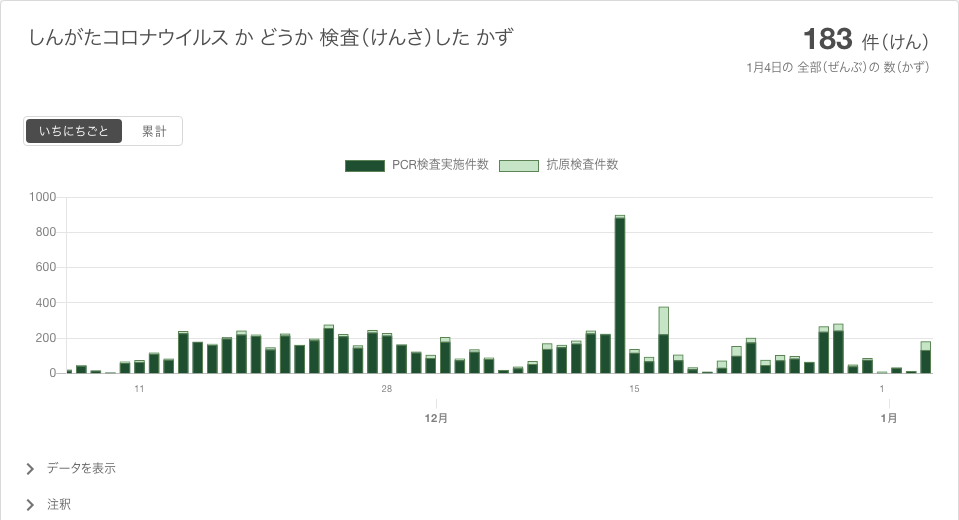 しんがたコロナウイルス か どうか 検査（けんさ）した かず
183 件（けん）
1月4日の 全部（ぜんぶ）の 数（かず）
いちにちごと 累計
PCR検査実施件数 抗原検査件数
1000
800
600
400
200
0
11 28 15 1
12月 1月
データを表示
注釈